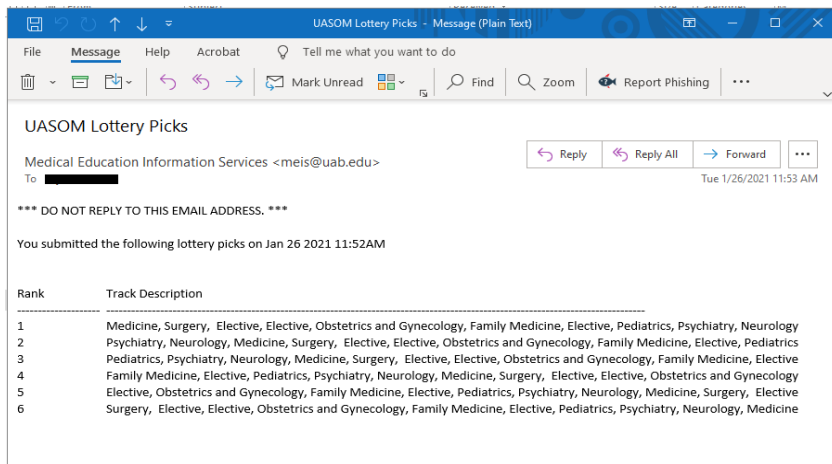 UASOM Lottery Picks - Message (Plain Text)
File Message Help Acrobat Tell me what you want to do
Mark Unread Find Zoom Report Phishing
UASOM Lottery Picks
Medical Education Information Services <meis@uab.edu>
To
Reply Reply All Forward
Tue 1/26/2021 11:53 AM
*** DO NOT REPLY TO THIS EMAIL ADDRESS. ***
You submitted the following lottery picks on Jan 26 2021 11:52AM
Rank Track Description
1 Medicine, Surgery, Elective, Elective, Obstetrics and Gynecology, Family Medicine, Elective, Pediatrics, Psychiatry, Neurology
2 Psychiatry, Neurology, Medicine, Surgery, Elective, Elective, Obstetrics and Gynecology, Family Medicine, Elective, Pediatrics
3 Pediatrics, Psychiatry, Neurology, Medicine, Surgery, Elective, Elective, Obstetrics and Gynecology, Family Medicine, Elective
4 Family Medicine, Elective, Pediatrics, Psychiatry, Neurology, Medicine, Surgery, Elective, Elective, Obstetrics and Gynecology
5 Elective, Obstetrics and Gynecology, Family Medicine, Elective, Pediatrics, Psychiatry, Neurology, Medicine, Surgery, Elective
6 Surgery, Elective, Elective, Obstetrics and Gynecology, Family Medicine, Elective, Pediatrics, Psychiatry, Neurology, Medicine